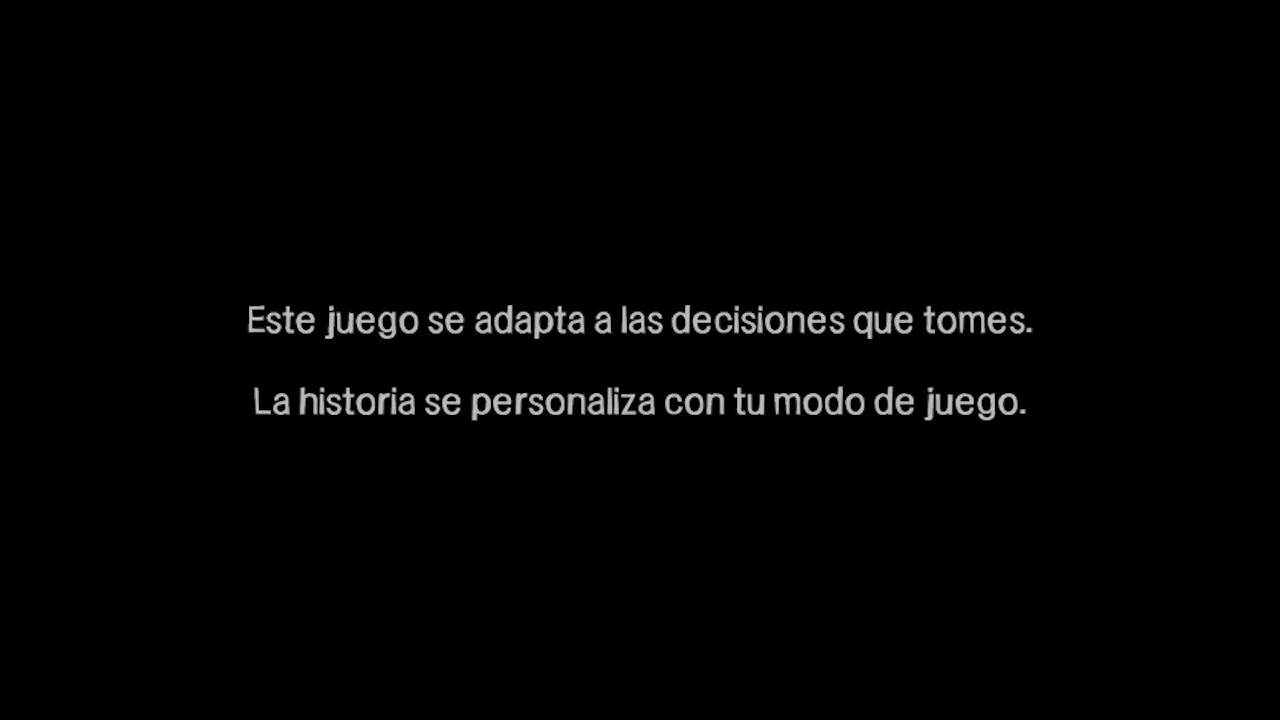 Este juego se adapta a las decisiones que tomes.
La historia se personaliza con tu modo de juego.